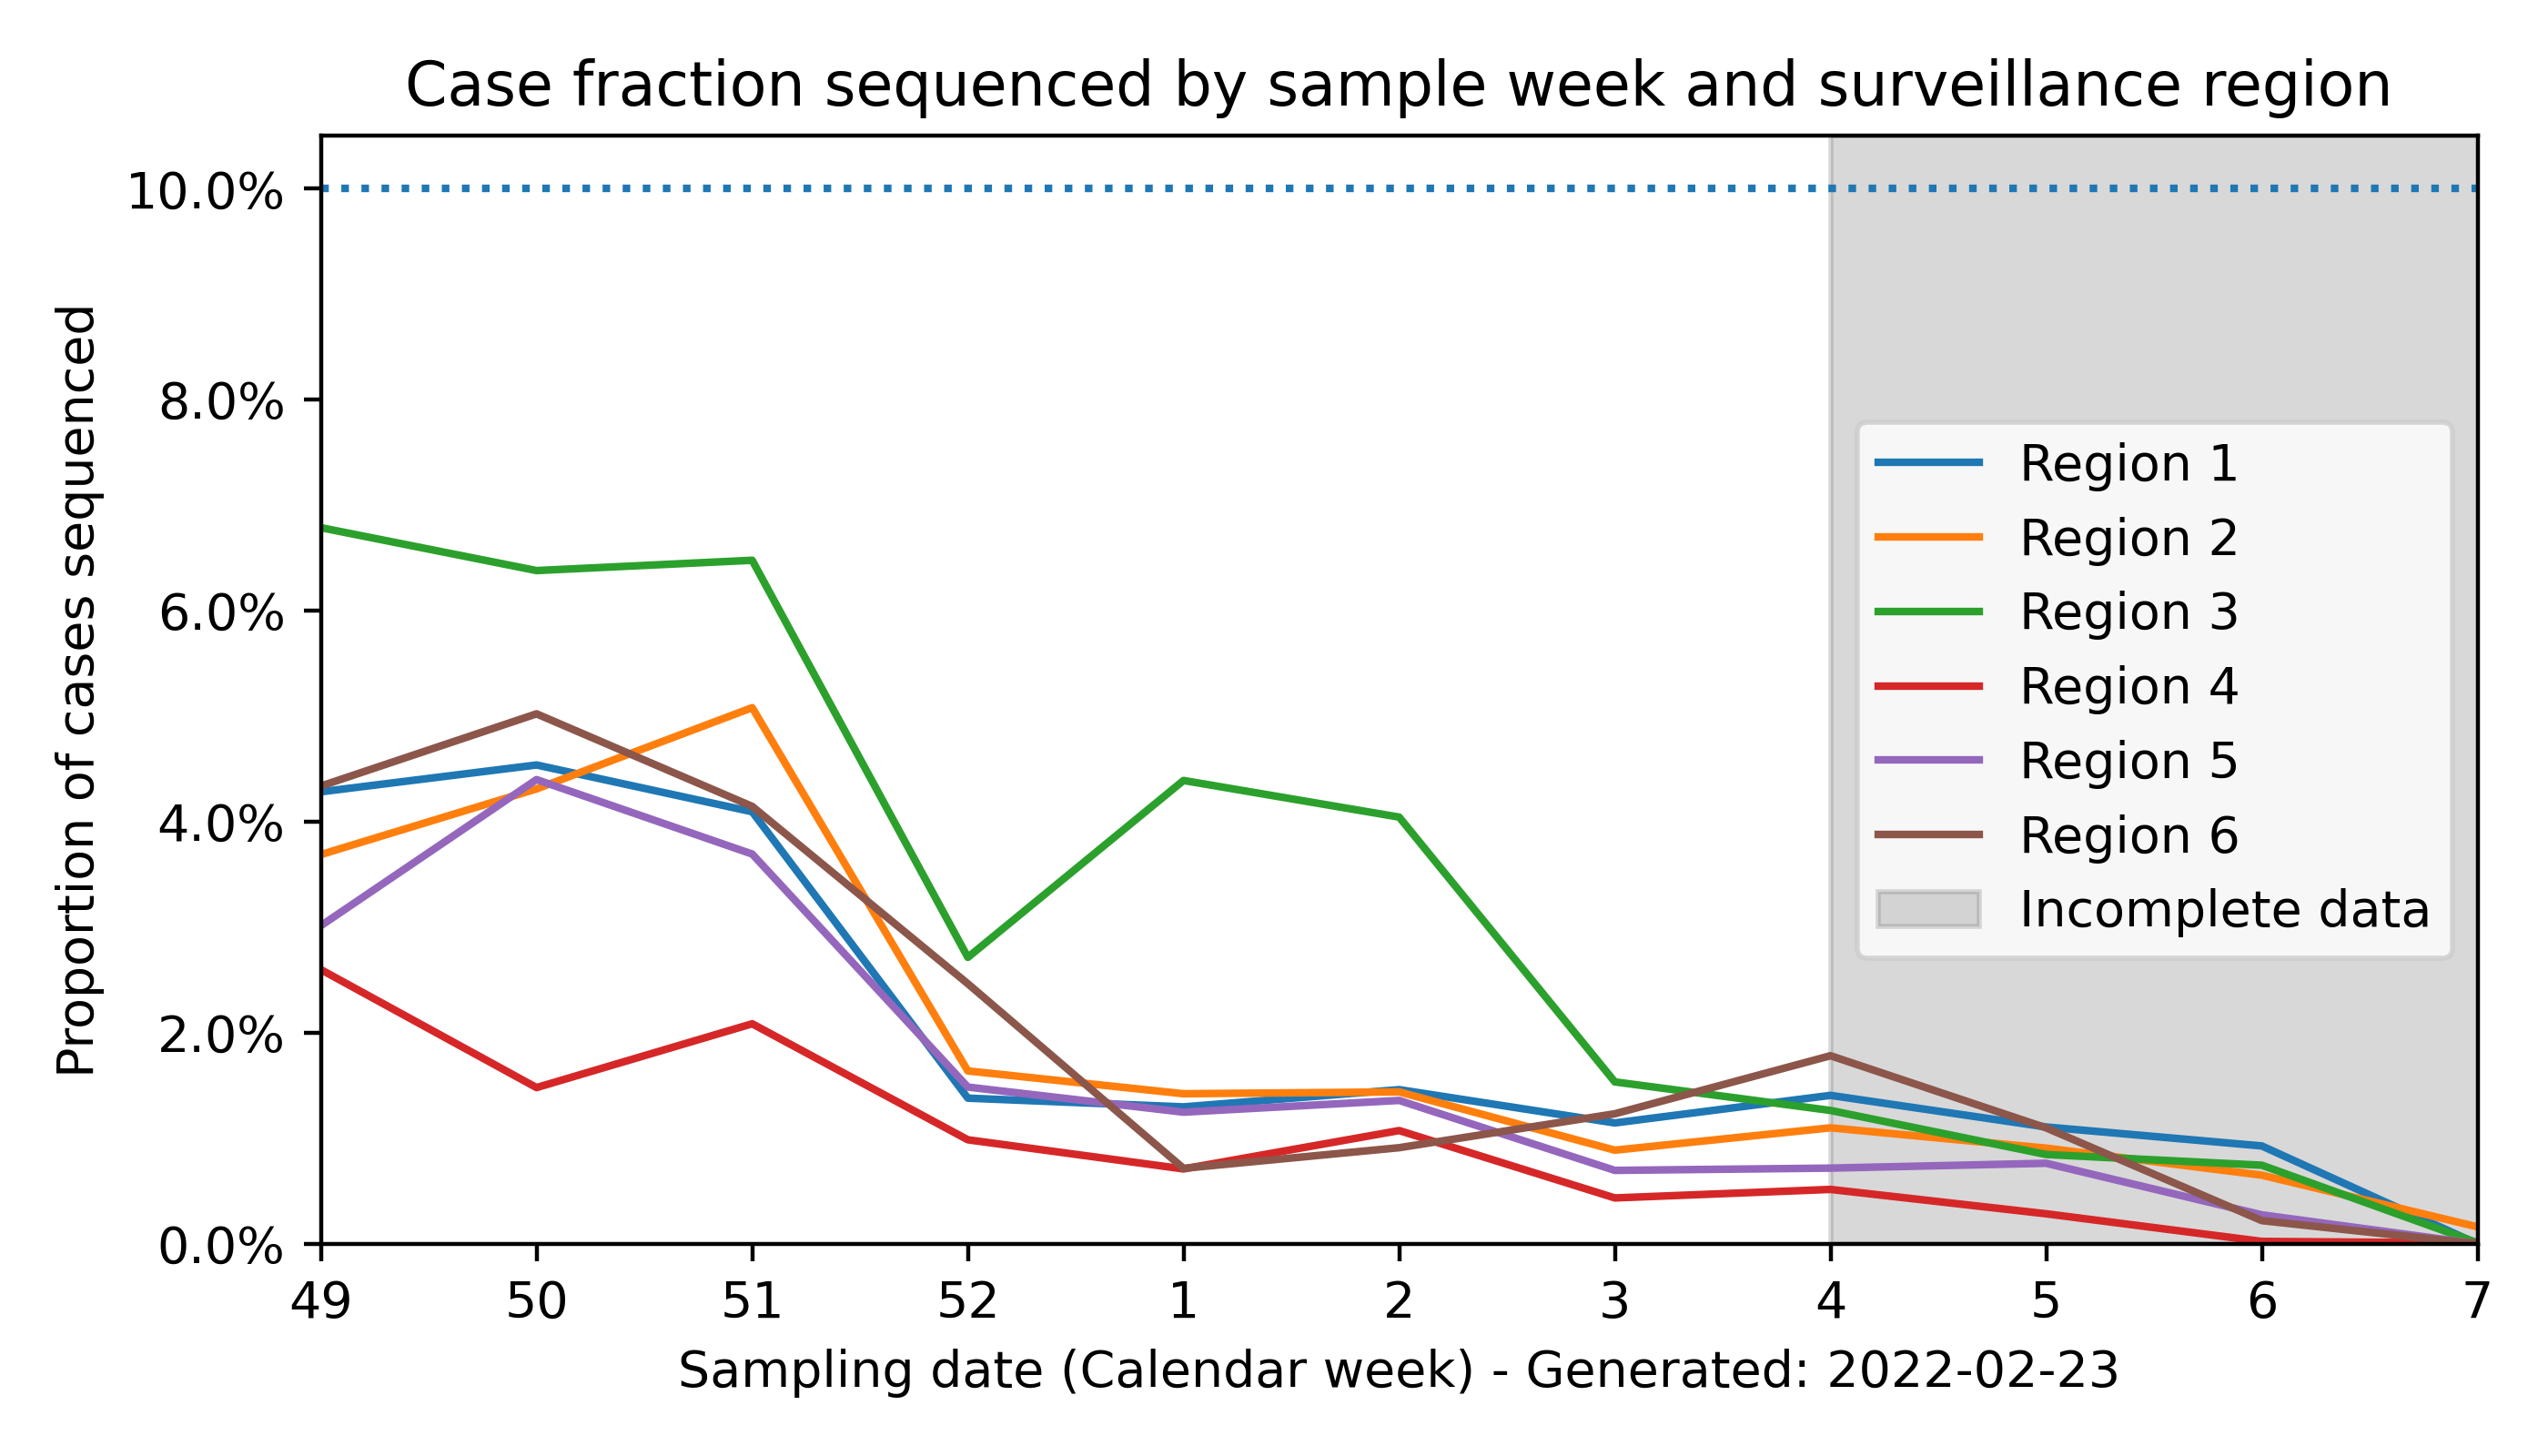 Case fraction sequenced by sample week and surveillance region
Proportion of cases sequenced
10.0%
8.0%
6.0%
4.0%
2.0%
0.0%
Region 1
Region 2
Region 3
Region 4
Region 5
Region 6
Incomplete data
49 50 51 52 1 2 3 4 5 6 7
Sampling date (Calendar week) - Generated: 2022-02-23